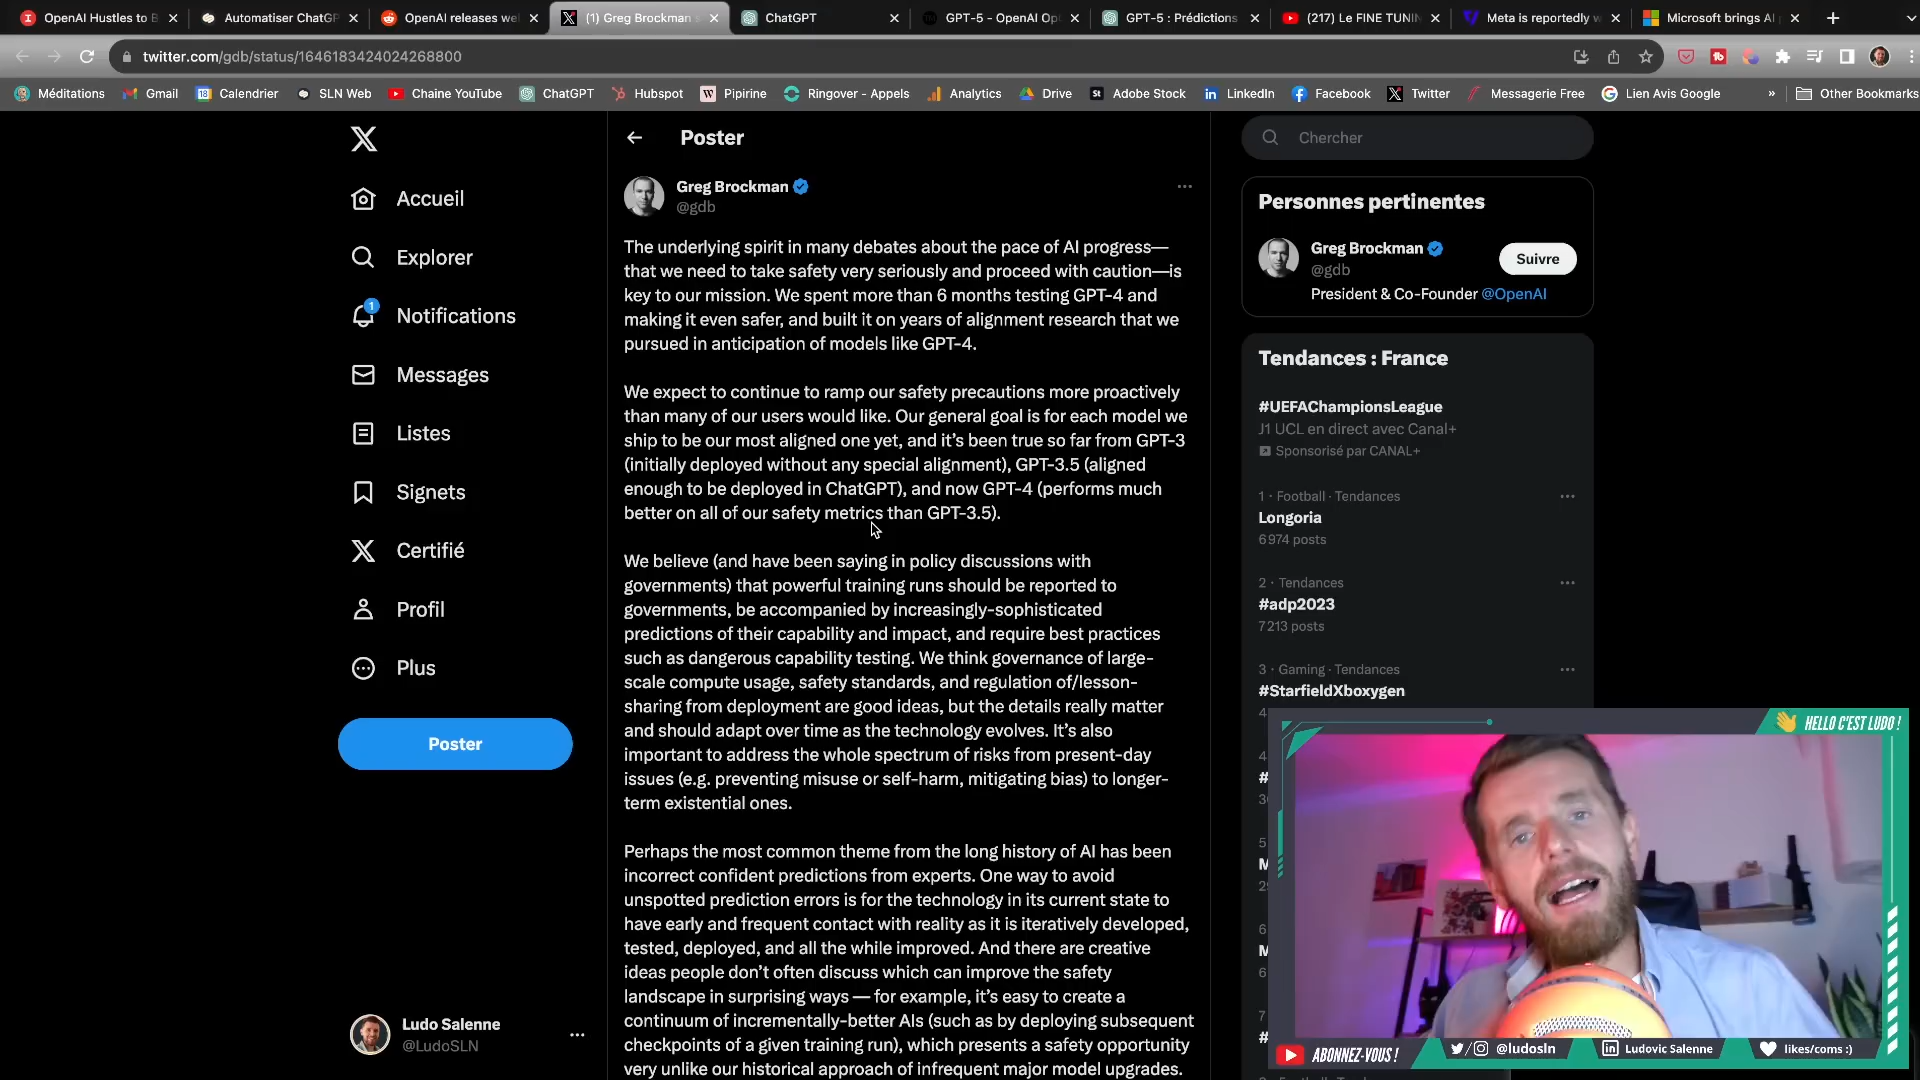 OpenAI Hustles to B
Automatiser ChatGP
OpenAI releases we
(1) Greg Brockman s
ChatGPT
GPT-5 - OpenAI Op
GPT-5 : Prédictions
(217) Le FINE TUNIN
Meta is reportedly w
Microsoft brings AI
twitter.com/gdb/status/1646183424024268800
Méditations
Gmail
Calendrier
SLN Web
Chaine YouTube
ChatGPT
Hubspot
Pipirine
Ringover - Appels
Analytics
Drive
Adobe Stock
LinkedIn
Facebook
Twitter
Messagerie Free
Lien Avis Google
»
Other Bookmarks
Accueil
Explorer
1
Notifications
Messages
Listes
Signets
Certifié
Profil
Plus
Poster
Ludo Salenne
@LudoSLN
Poster
Greg Brockman
@gdb
The underlying spirit in many debates about the pace of AI progress—
that we need to take safety very seriously and proceed with caution—is
key to our mission. We spent more than 6 months testing GPT-4 and
making it even safer, and built it on years of alignment research that we
pursued in anticipation of models like GPT-4.
We expect to continue to ramp our safety precautions more proactively
than many of our users would like. Our general goal is for each model we
ship to be our most aligned one yet, and it's been true so far from GPT-3
(initially deployed without any special alignment), GPT-3.5 (aligned
enough to be deployed in ChatGPT), and now GPT-4 (performs much
better on all of our safety metrics than GPT-3.5).
We believe (and have been saying in policy discussions with
governments) that powerful training runs should be reported to
governments, be accompanied by increasingly-sophisticated
predictions of their capability and impact, and require best practices
such as dangerous capability testing. We think governance of large-
scale compute usage, safety standards, and regulation of/lesson-
sharing from deployment are good ideas, but the details really matter
and should adapt over time as the technology evolves. It's also
important to address the whole spectrum of risks from present-day
issues (e.g. preventing misuse or self-harm, mitigating bias) to longer-
term existential ones.
Perhaps the most common theme from the long history of AI has been
incorrect confident predictions from experts. One way to avoid
unspotted prediction errors is for the technology in its current state to
have early and frequent contact with reality as it is iteratively developed,
tested, deployed, and all the while improved. And there are creative
ideas people don't often discuss which can improve the safety
landscape in surprising ways — for example, it's easy to create a
continuum of incrementally-better AIs (such as by deploying subsequent
checkpoints of a given training run), which presents a safety opportunity
very unlike our historical approach of infrequent major model upgrades.
Chercher
Personnes pertinentes
Greg Brockman
@gdb
Suivre
President & Co-Founder @OpenAI
Tendances : France
#UEFAChampionsLeague
J1 UCL en direct avec Canal+
Sponsorisé par CANAL+
1 · Football · Tendances
Longoria
6 974 posts
2 · Tendances
#adp2023
7 213 posts
3 · Gaming · Tendances
#StarfieldXboxygen
HELLO C'EST LUDO !
ABONNEZ-VOUS !
@ludosln
Ludovic Salenne
likes/coms :)